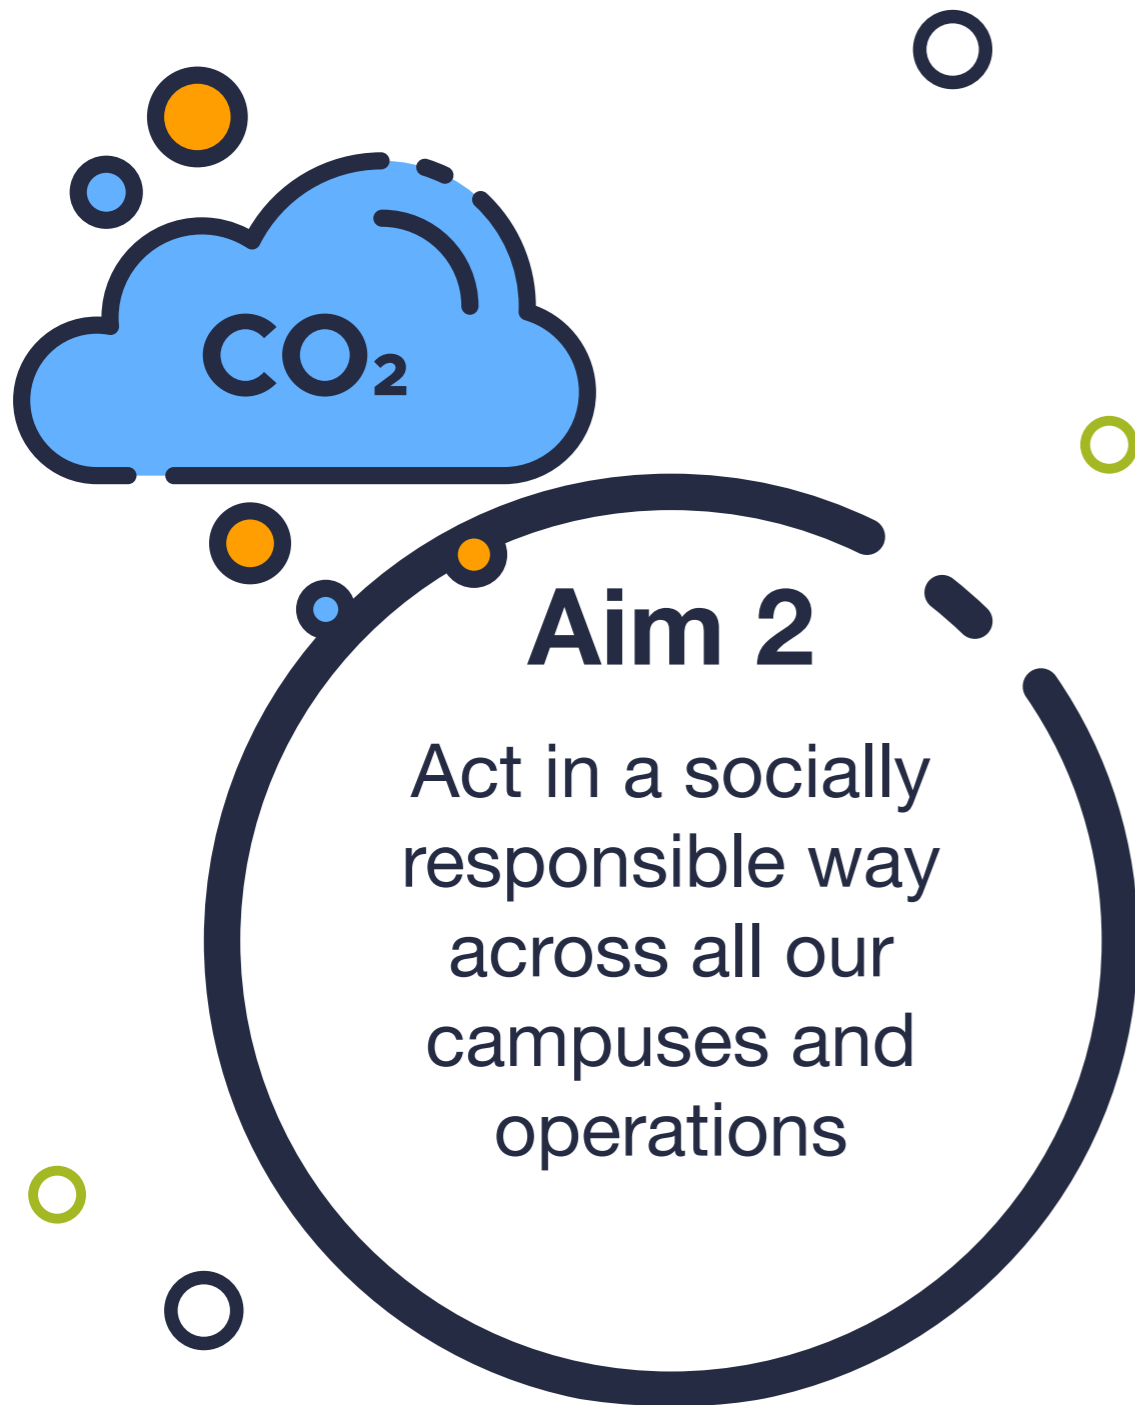 CO₂
Aim 2
Act in a socially
responsible way
across all our
campuses and
operations